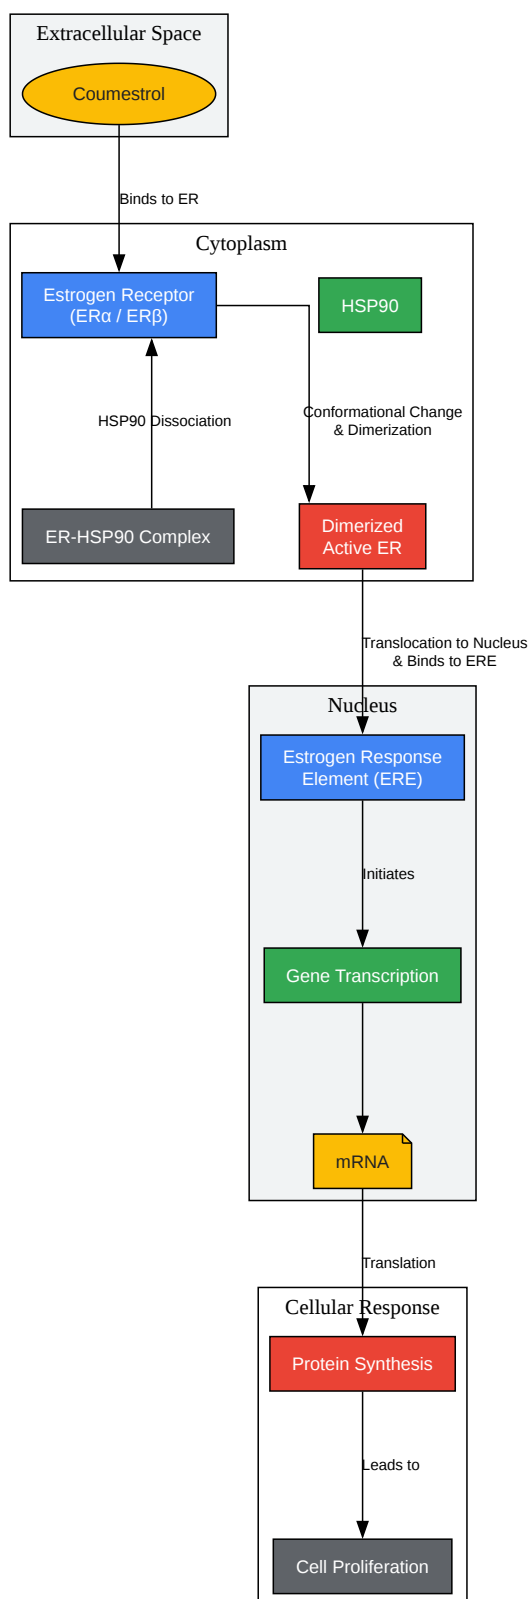 Extracellular Space
Coumestrol
Binds to ER
Cytoplasm
Estrogen Receptor
(ERα / ERβ)
HSP90
HSP90 Dissociation
Conformational Change
& Dimerization
ER-HSP90 Complex
Dimerized
Active ER
Translocation to Nucleus
& Binds to ERE
Nucleus
Estrogen Response
Element (ERE)
Initiates
Gene Transcription
mRNA
Translation
Cellular Response
Protein Synthesis
Leads to
Cell Proliferation